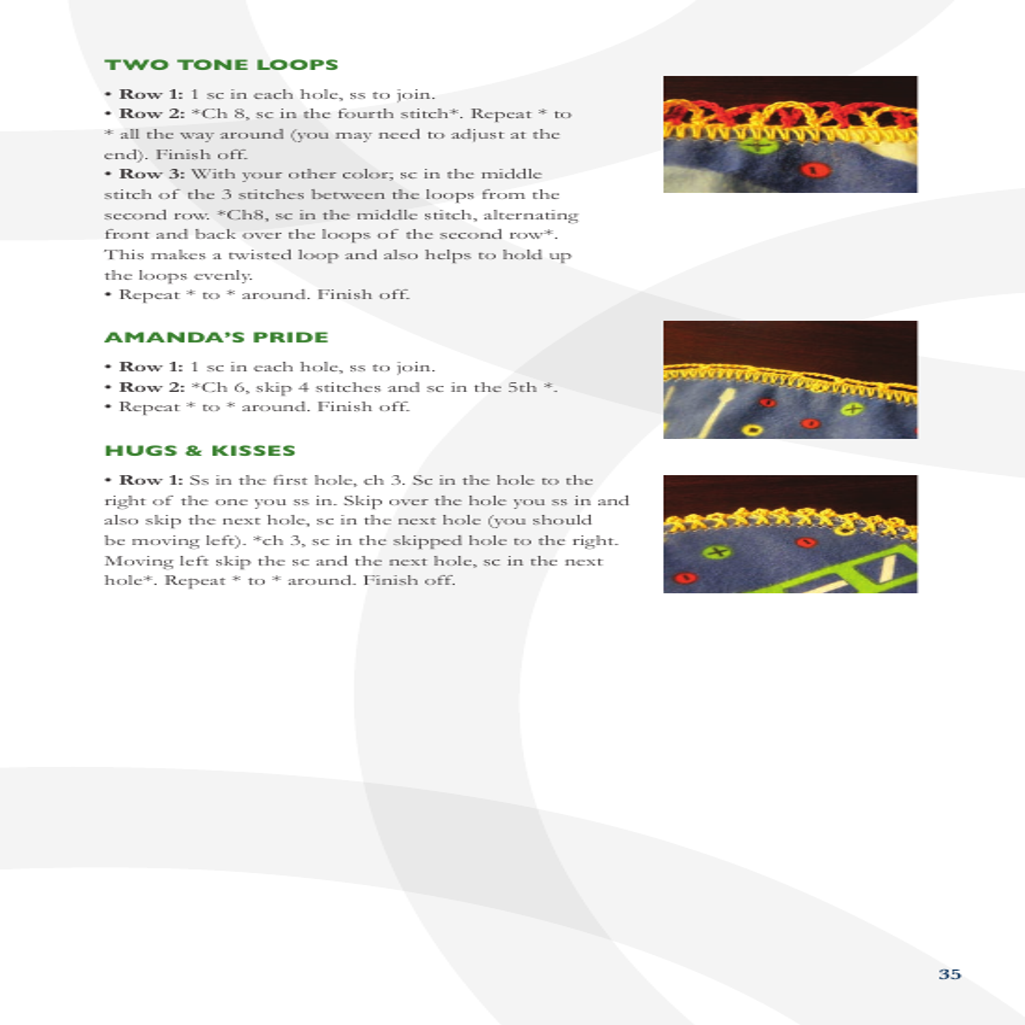 TWO TONE LOOPS
• Row 1: 1 sc in each hole, ss to join.
• Row 2: *Ch 8, sc in the fourth stitch*. Repeat * to
* all the way around (you may need to adjust at the
end). Finish off.
• Row 3: With your other color; sc in the middle
stitch of the 3 stitches between the loops from the
second row. *Ch8, sc in the middle stitch, alternating
front and back over the loops of the second row*.
This makes a twisted loop and also helps to hold up
the loops evenly.
• Repeat * to * around. Finish off.
AMANDA’S PRIDE
• Row 1: 1 sc in each hole, ss to join.
• Row 2: *Ch 6, skip 4 stitches and sc in the 5th *.
• Repeat * to * around. Finish off.
HUGS & KISSES
• Row 1: Ss in the first hole, ch 3. Sc in the hole to the
right of the one you ss in. Skip over the hole you ss in and
also skip the next hole, sc in the next hole (you should
be moving left). *ch 3, sc in the skipped hole to the right.
Moving left skip the sc and the next hole, sc in the next
hole*. Repeat * to * around. Finish off.
35